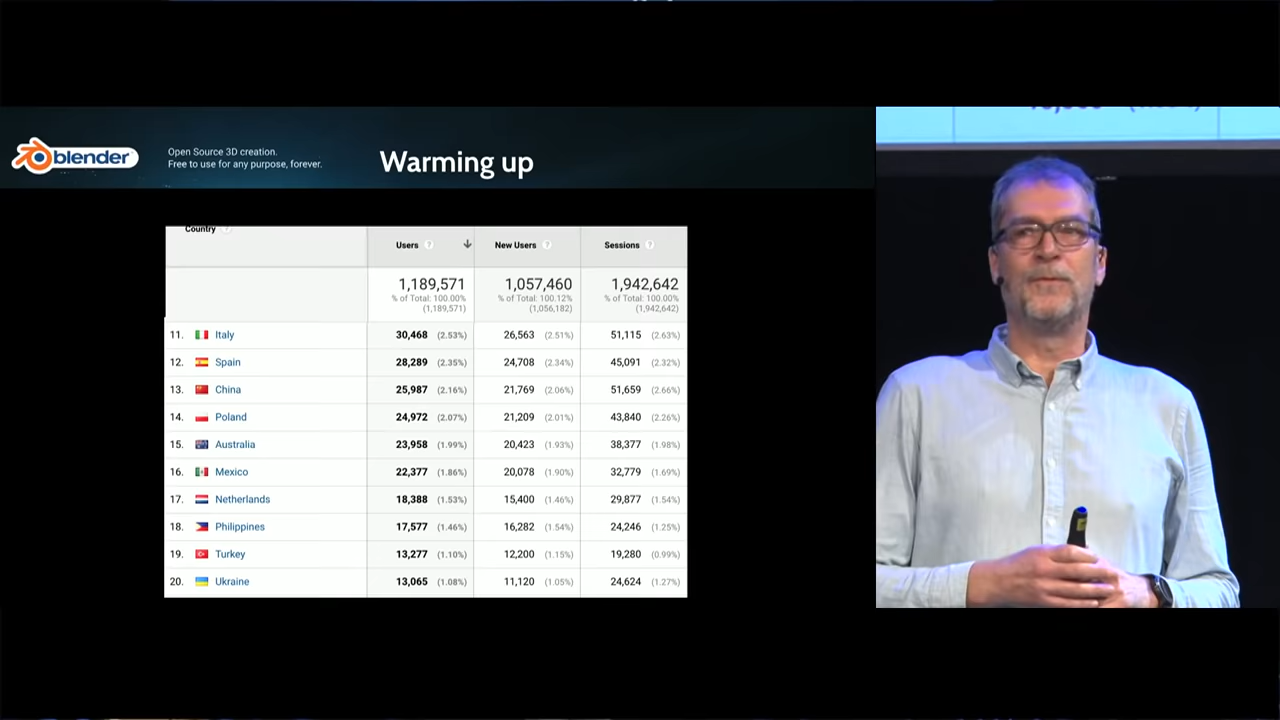 blender
Open Source 3D creation.
Free to use for any purpose, forever.
Warming up
Country
Users
New Users
Sessions
1,189,571 1,057,460 1,942,642
% of Total: 100.00% % of Total: 100.12% % of Total: 100.00%
(1,189,571) (1,056,182) (1,942,642)
11. Italy 30,468 (2.53%) 26,563 (2.51%) 51,115 (2.63%)
12. Spain 28,289 (2.35%) 24,708 (2.34%) 45,091 (2.32%)
13. China 25,987 (2.16%) 21,769 (2.06%) 51,659 (2.66%)
14. Poland 24,972 (2.07%) 21,209 (2.01%) 43,840 (2.26%)
15. Australia 23,958 (1.99%) 20,423 (1.93%) 38,377 (1.98%)
16. Mexico 22,377 (1.86%) 20,078 (1.90%) 32,779 (1.69%)
17. Netherlands 18,388 (1.53%) 15,400 (1.46%) 29,877 (1.54%)
18. Philippines 17,577 (1.46%) 16,282 (1.54%) 24,246 (1.25%)
19. Turkey 13,277 (1.10%) 12,200 (1.15%) 19,280 (0.99%)
20. Ukraine 13,065 (1.08%) 11,120 (1.05%) 24,624 (1.27%)